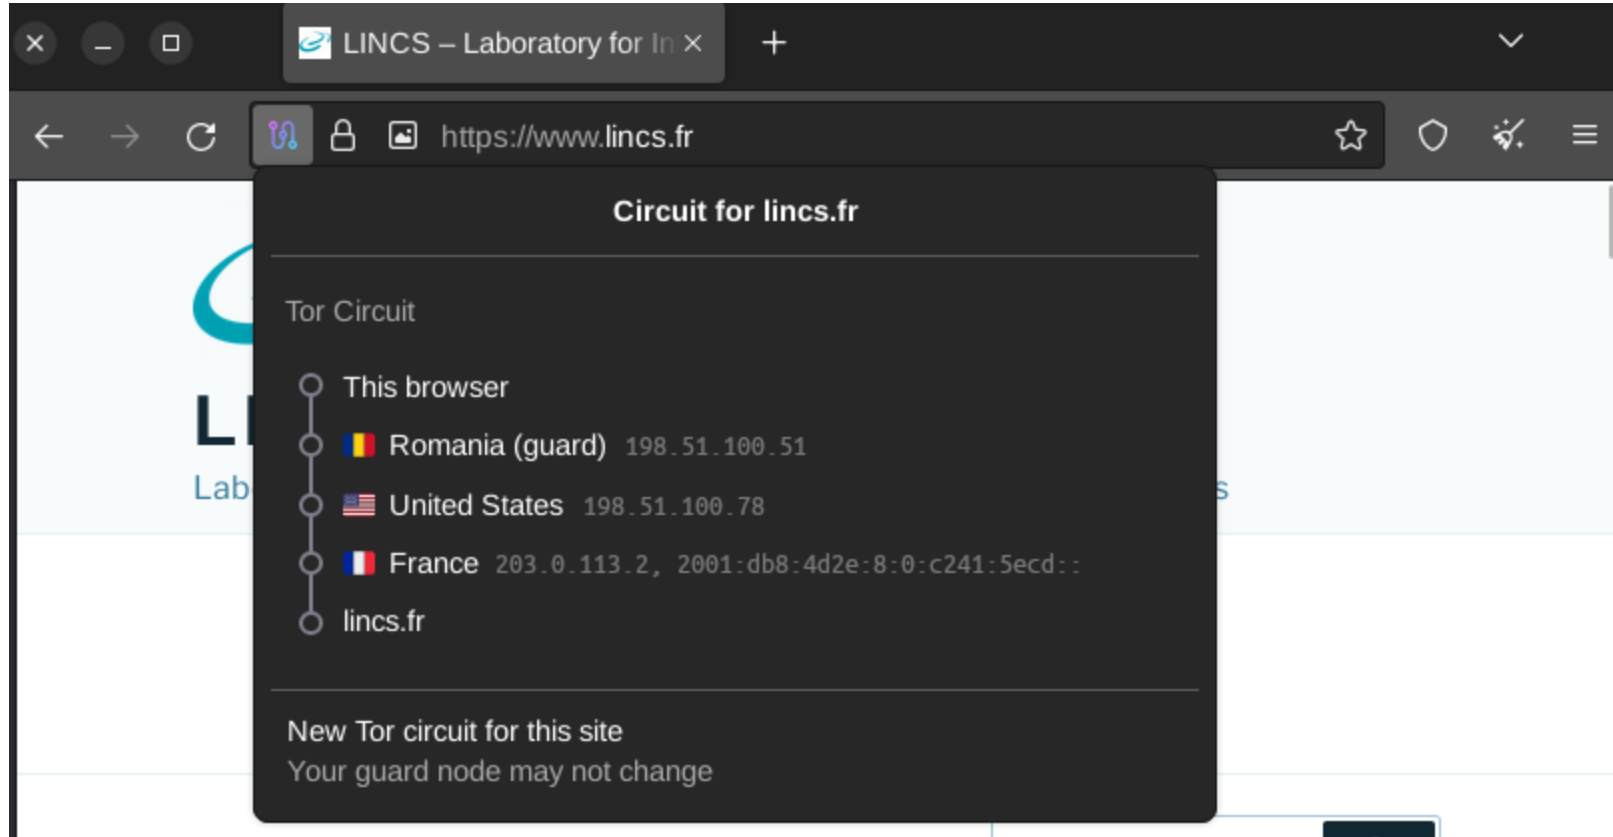 LINCS – Laboratory for In
https://www.lincs.fr
Circuit for lincs.fr
Tor Circuit
This browser
Romania (guard) 198.51.100.51
United States 198.51.100.78
France 203.0.113.2, 2001:db8:4d2e:8:0:c241:5ecd::
lincs.fr
New Tor circuit for this site
Your guard node may not change